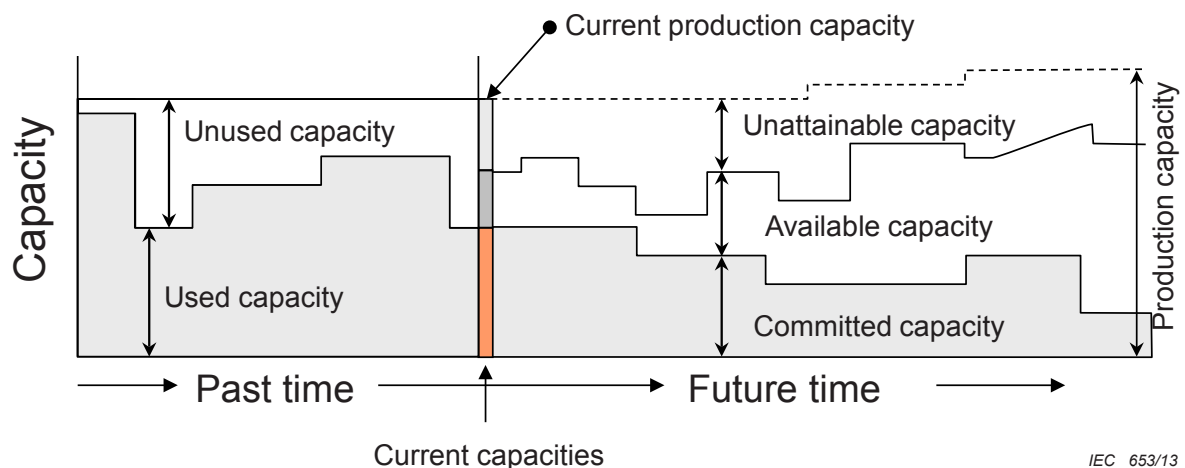 Current production capacity
Capacity
Unused capacity
Unattainable capacity
Production capacity
Used capacity
Available capacity
Committed capacity
Past time
Future time
Current capacities
IEC 653/13